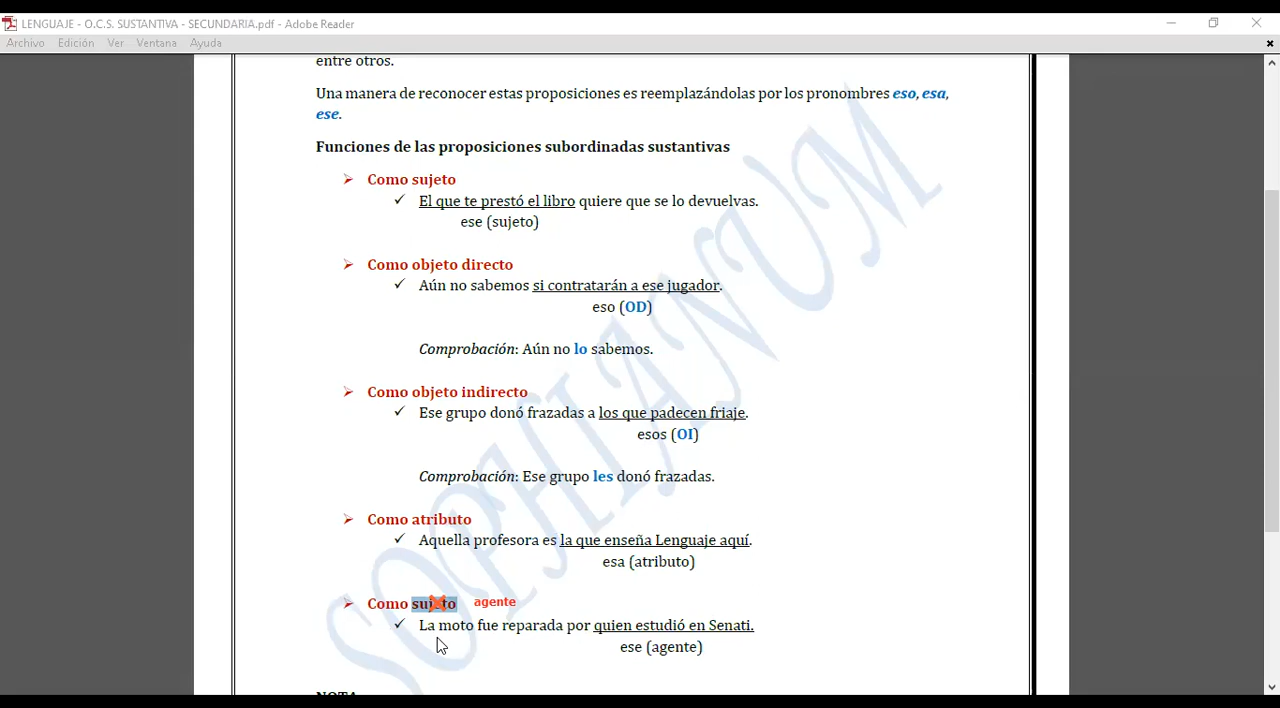 LENGUAJE - O.C.S. SUSTANTIVA - SECUNDARIA.pdf - Adobe Reader
Archivo Edición Ver Ventana Ayuda
entre otros.
Una manera de reconocer estas proposiciones es reemplazándolas por los pronombres eso, esa,
ese.
Funciones de las proposiciones subordinadas sustantivas
Como sujeto
El que te prestó el libro quiere que se lo devuelvas.
ese (sujeto)
Como objeto directo
Aún no sabemos si contratarán a ese jugador.
eso (OD)
Comprobación: Aún no lo sabemos.
Como objeto indirecto
Ese grupo donó frazadas a los que padecen friaje.
esos (OI)
Comprobación: Ese grupo les donó frazadas.
Como atributo
Aquella profesora es la que enseña Lenguaje aquí.
esa (atributo)
Como sujeto agente
La moto fue reparada por quien estudió en Senati.
ese (agente)
NOTA
SOPHIANUM